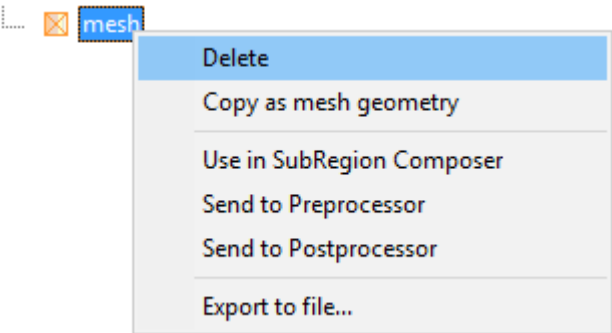 mesh
Delete
Copy as mesh geometry
Use in SubRegion Composer
Send to Preprocessor
Send to Postprocessor
Export to file...